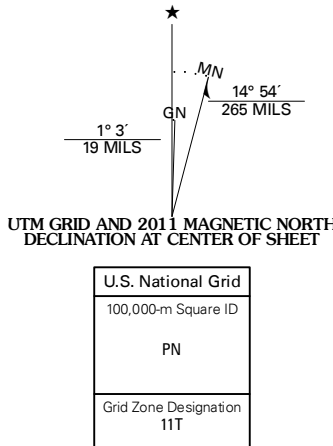 MN
GN
14° 54´
265 MILS
1° 3´
19 MILS
UTM GRID AND 2011 MAGNETIC NORTH
DECLINATION AT CENTER OF SHEET
U.S. National Grid
100,000-m Square ID
PN
Grid Zone Designation
11T